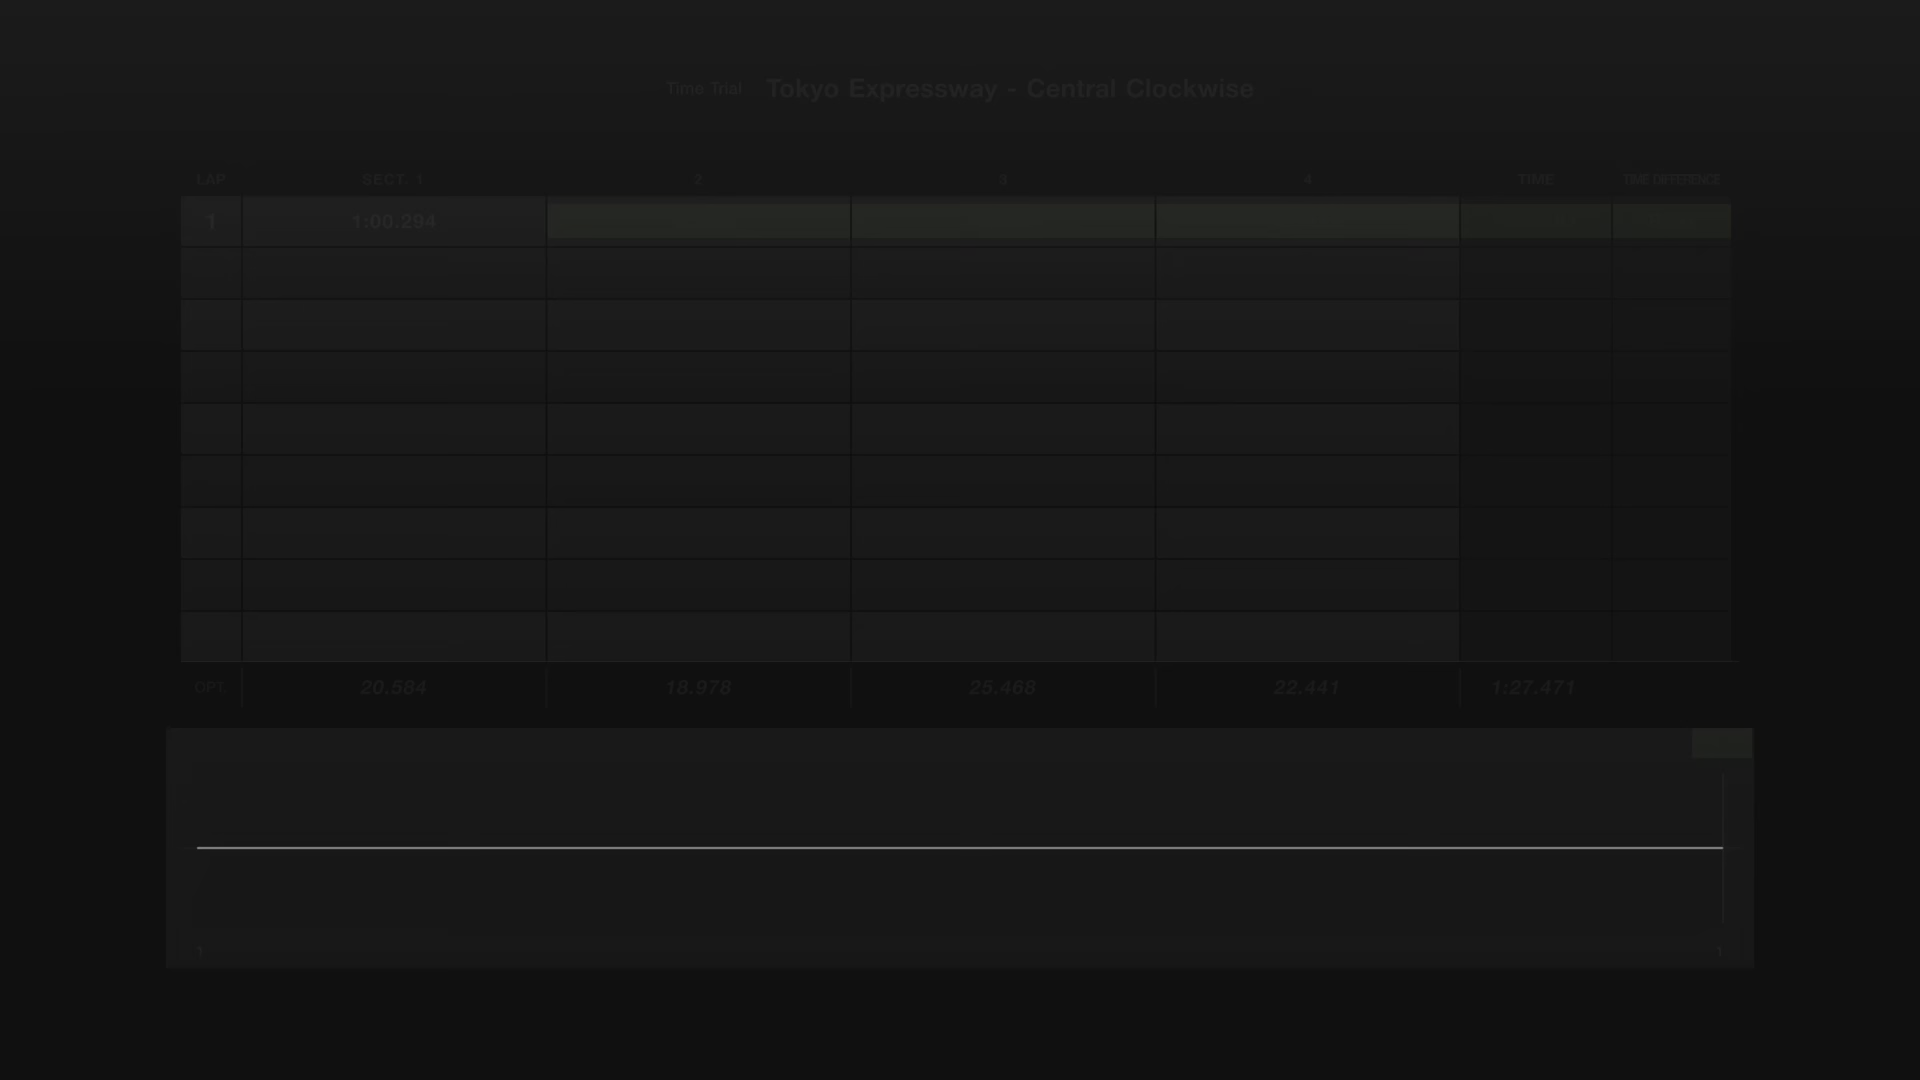 Time Trial Tokyo Expressway - Central Clockwise
LAP SECT. 1 2 3 4 TIME TIME DIFFERENCE
1 1:00.294
OPT. 20.584 18.978 25.468 22.441 1:27.471
1 1